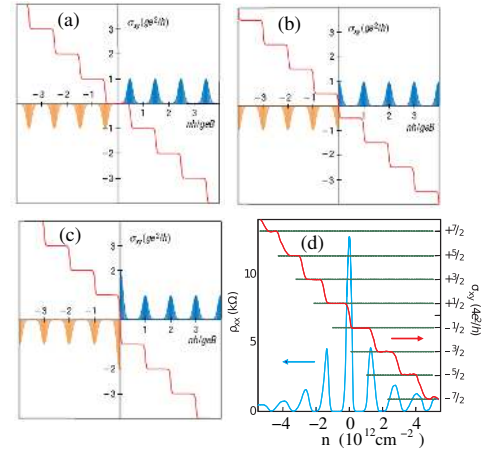 (a)
σxy (ge²/h)
3
2
1
−3 −2 −1
1 2 3
nh/geB
−1
−2
−3
(b)
σxy (ge²/h)
3
2
1
−3 −2 −1
1 2 3 4
nh/geB
−1
−2
−3
(c)
σxy (ge²/h)
3
2
−3 −2 −1
1 2 3 4
nh/geB
−2
−3
(d)
10
5
0
ρxx (kΩ)
+7/2
+5/2
+3/2
+1/2
−1/2
−3/2
−5/2
−7/2
σxy (4e²/h)
−4 −2 0 2 4
n (10¹²cm⁻²)